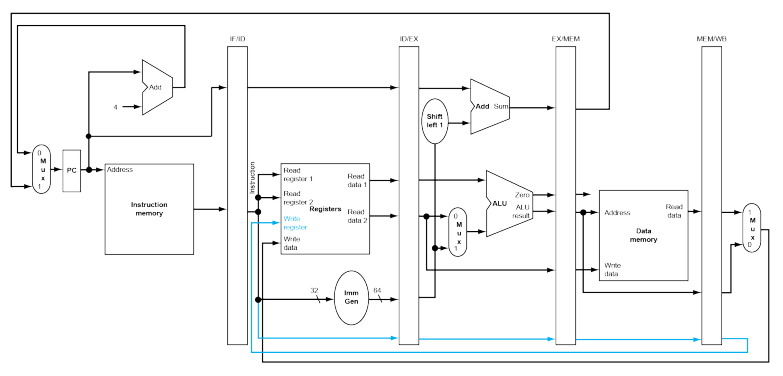 IF/ID
ID/EX
EX/MEM
MEM/WB
Add
4
Add Sum
Shift
left 1
0
M
u
x
1
PC
Address
Instruction
memory
Instruction
Read
register 1
Read
register 2
Registers
Write
register
Write
data
Read
data 1
Read
data 2
0
M
u
x
1
Zero
ALU
ALU
result
Address
Read
data
Data
memory
Write
data
1
M
u
x
0
32
Imm
Gen
64